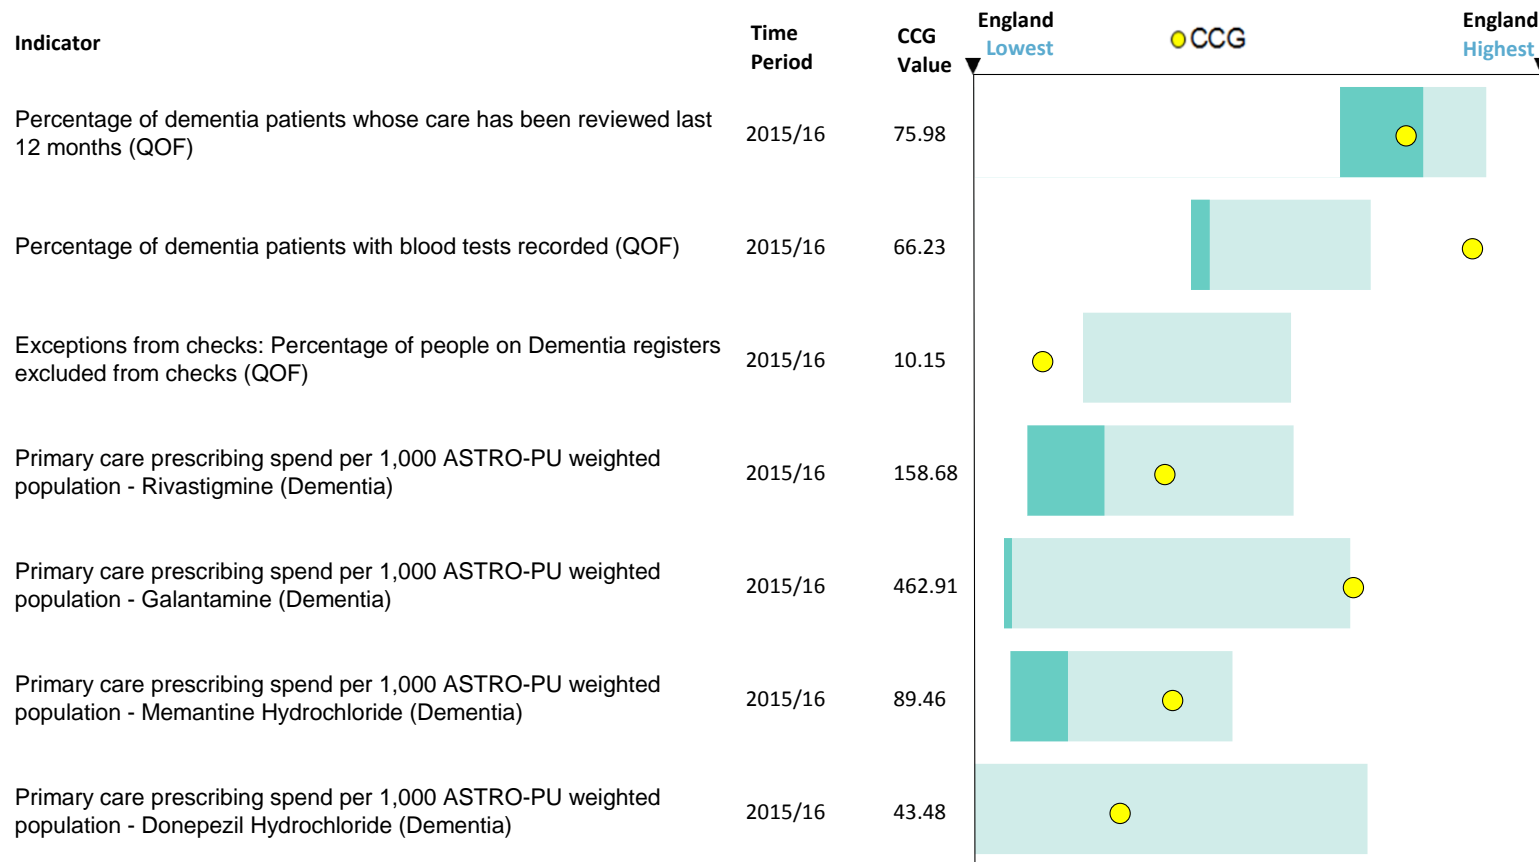 Indicator
Time
Period
CCG
Value
England
Lowest
CCG
England
Highest
Percentage of dementia patients whose care has been reviewed last
12 months (QOF)
2015/16
75.98
Percentage of dementia patients with blood tests recorded (QOF)
2015/16
66.23
Exceptions from checks: Percentage of people on Dementia registers
excluded from checks (QOF)
2015/16
10.15
Primary care prescribing spend per 1,000 ASTRO-PU weighted
population - Rivastigmine (Dementia)
2015/16
158.68
Primary care prescribing spend per 1,000 ASTRO-PU weighted
population - Galantamine (Dementia)
2015/16
462.91
Primary care prescribing spend per 1,000 ASTRO-PU weighted
population - Memantine Hydrochloride (Dementia)
2015/16
89.46
Primary care prescribing spend per 1,000 ASTRO-PU weighted
population - Donepezil Hydrochloride (Dementia)
2015/16
43.48